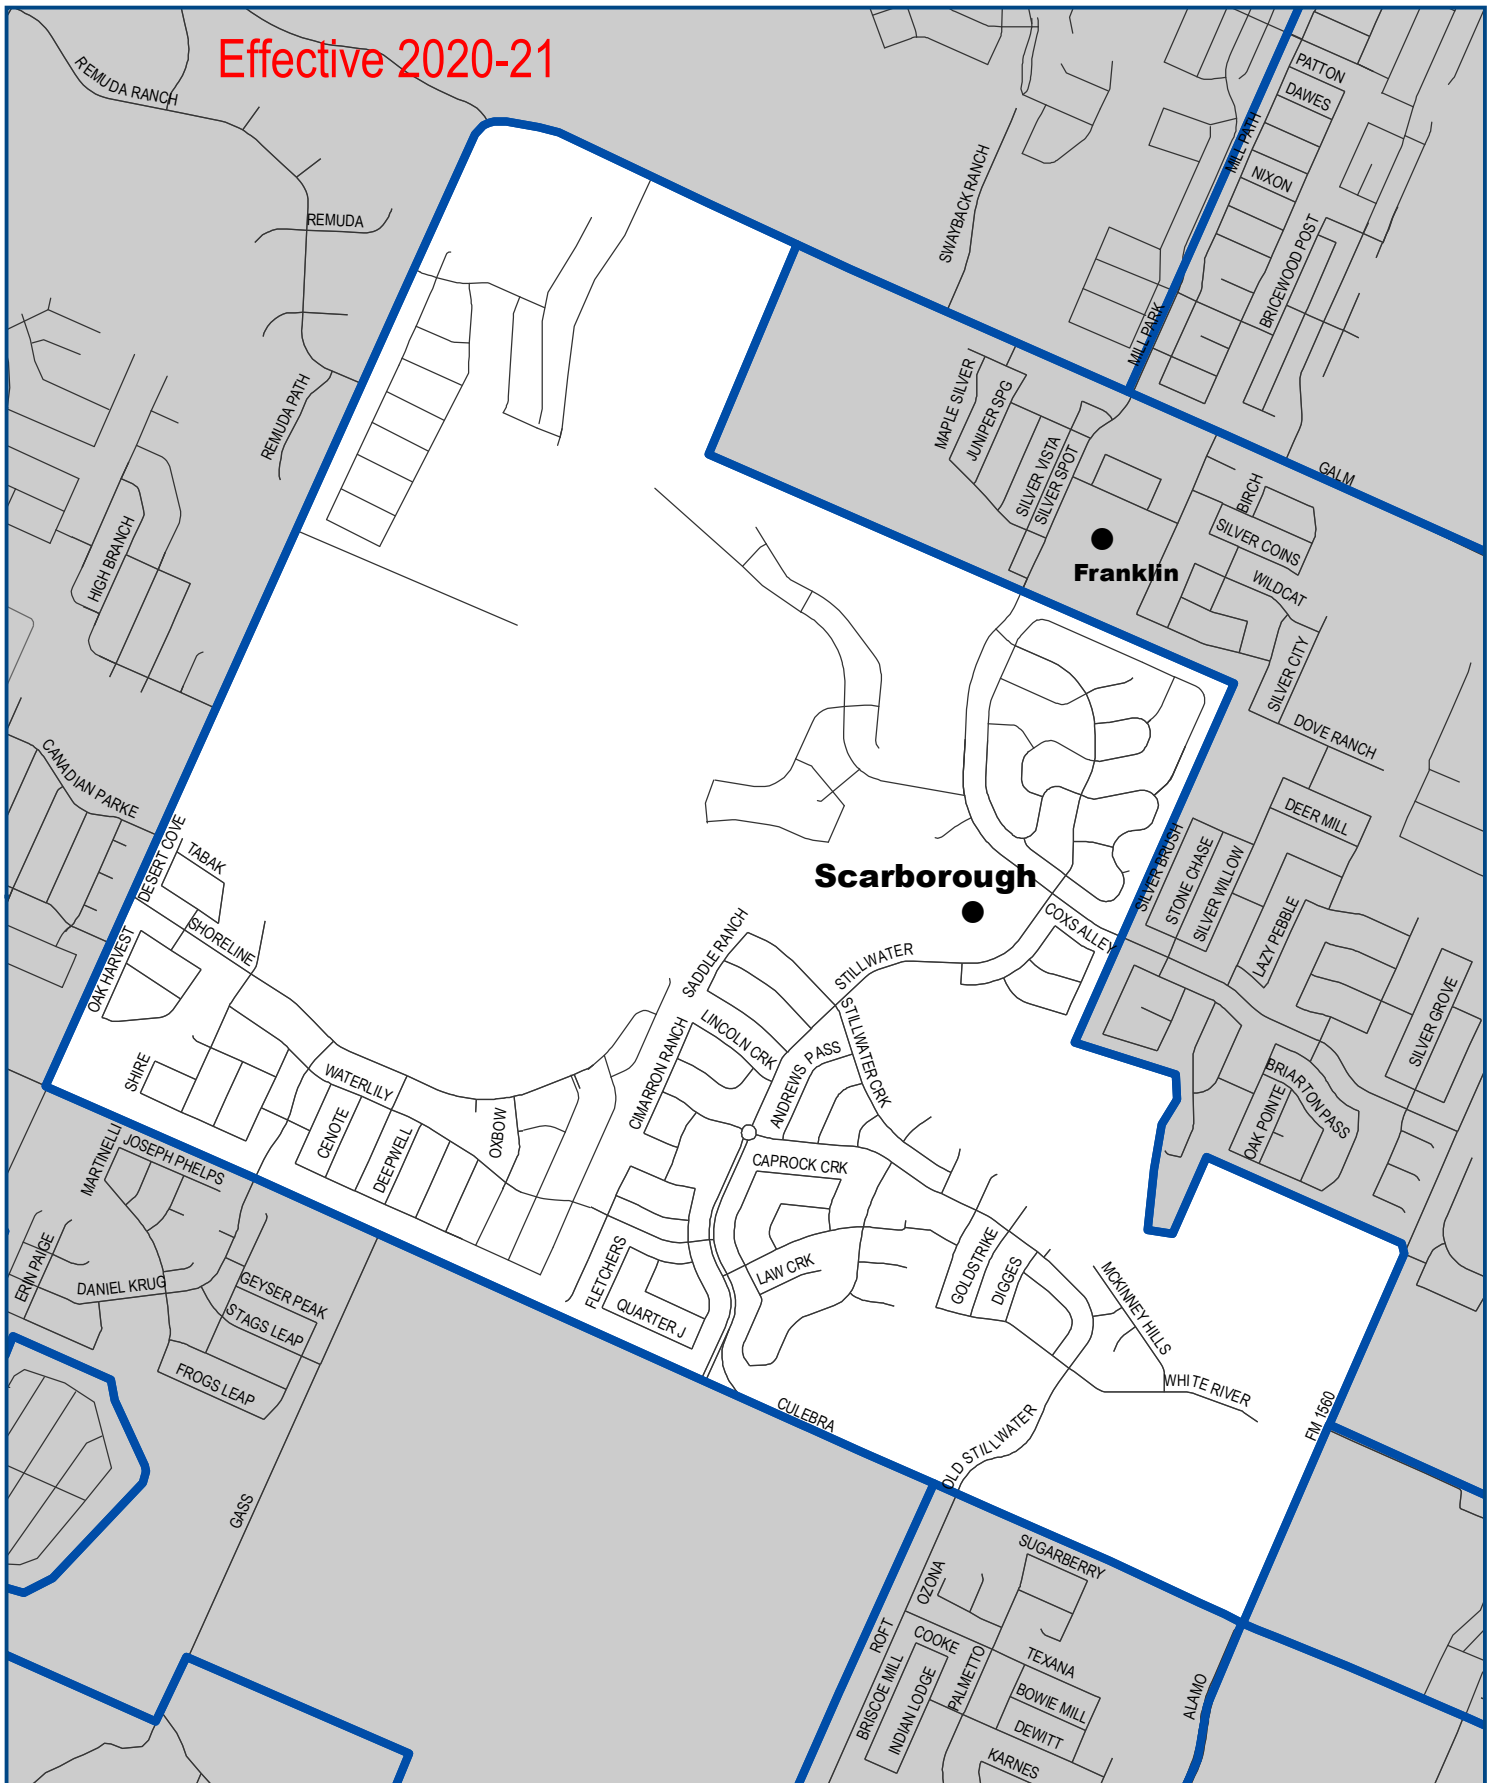 Effective 2020-21
REMUDA RANCH
PATTON
DAWES
MILL PATH
NIXON
SWAYBACK RANCH
REMUDA
BRICEWOOD POST
MILL PARK
MAPLE SILVER
JUNIPER SPG
REMUDA PATH
SILVER VISTA
SILVER SPOT
GALM
BIRCH
SILVER COINS
HIGH BRANCH
Franklin
WILDCAT
SILVER CITY
DOVE RANCH
CANADIAN PARKE
DEER MILL
DESERT COVE
TABAK
SILVER BRUSH
STONE CHASE
SILVER WILLOW
Scarborough
COXS ALLEY
LAZY PEBBLE
SHORELINE
OAK HARVEST
SADDLE RANCH
STILLWATER
SILVER GROVE
LINCOLN CRK
STILLWATER CRK
CIMARRON RANCH
ANDREWS PASS
SHIRE
WATERLILY
BRIARTON PASS
OAK POINTE
CENOTE
OXBOW
DEEPWELL
MARTINELLI
JOSEPH PHELPS
CAPROCK CRK
ERIN PAIGE
DANIEL KRUG
GEYSER PEAK
STAGS LEAP
FLETCHERS
LAW CRK
GOLDSTRIKE
DIGGES
MCKINNEY HILLS
QUARTER J
FROGS LEAP
WHITE RIVER
CULEBRA
FM 1560
OLD STILLWATER
GASS
SUGARBERRY
OZONA
ROFT
COOKE
TEXANA
BRISCOE MILL
INDIAN LODGE
PALMETTO
BOWIE MILL
ALAMO
DEWITT
KARNES